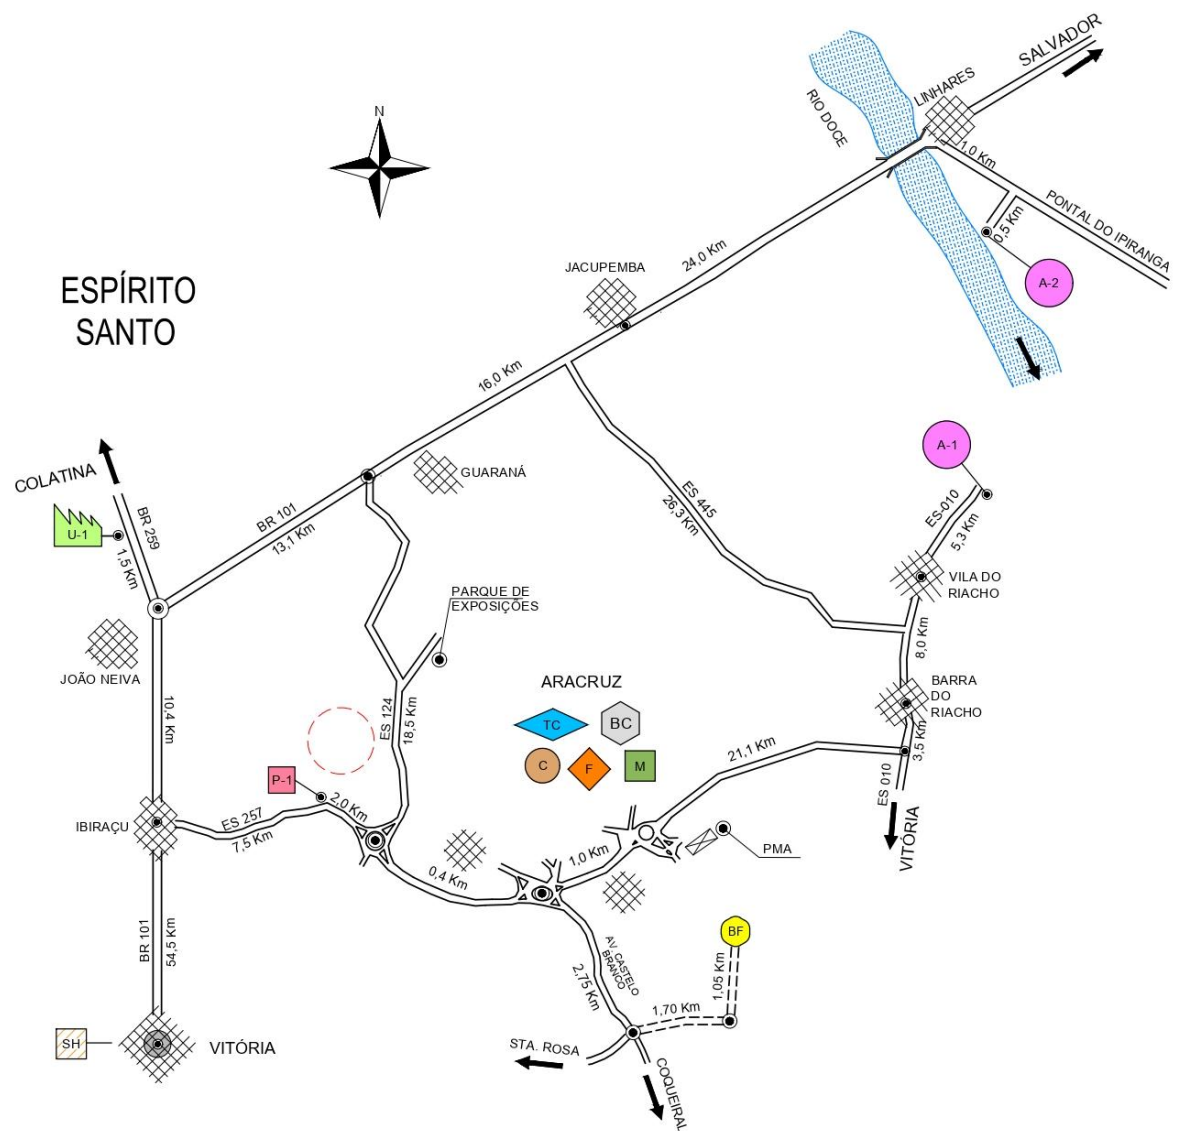 SALVADOR
LINHARES
RIO DOCE
1,0 Km
PONTAL DO IPIRANGA
0,5 Km
A-2
N
24,0 Km
JACUPEMBA
ESPÍRITO
SANTO
16,0 Km
A-1
COLATINA
GUARANÁ
BR 259
U-1
1,5 Km
BR 101
13,1 Km
ES 445
26,3 Km
ES-010
5,3 Km
VILA DO
RIACHO
PARQUE DE
EXPOSIÇÕES
8,0 Km
JOÃO NEIVA
BARRA
DO
RIACHO
ARACRUZ
10,4 Km
ES 124
18,5 Km
TC
BC
C
F
M
21,1 Km
3,5 Km
P-1
ES 010
2,0 Km
IBIRAÇU
ES 257
7,5 Km
VITÓRIA
PMA
1,0 Km
0,4 Km
BR 101
54,5 Km
BF
AV. CASTELO
BRANCO
2,75 Km
1,05 Km
1,70 Km
SH
VITÓRIA
STA. ROSA
COQUEIRAL